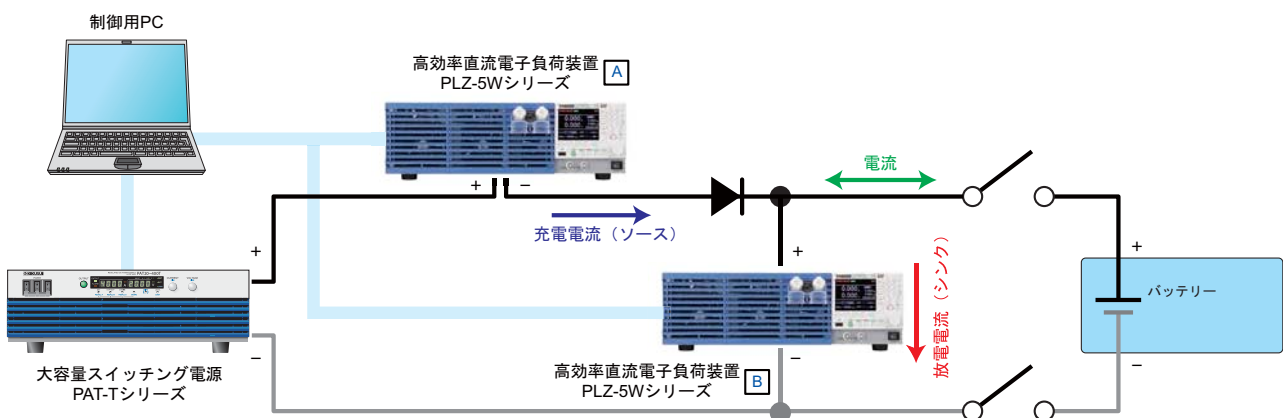 制御用PC
高効率直流電子負荷装置 A
PLZ-5Wシリーズ
+ −
電流
充電電流（ソース）
+
+
+
KIKUSUI
PAT20-400T
放電電流（シンク）
バッテリー
−
−
−
大容量スイッチング電源
PAT-Tシリーズ
高効率直流電子負荷装置 B
PLZ-5Wシリーズ